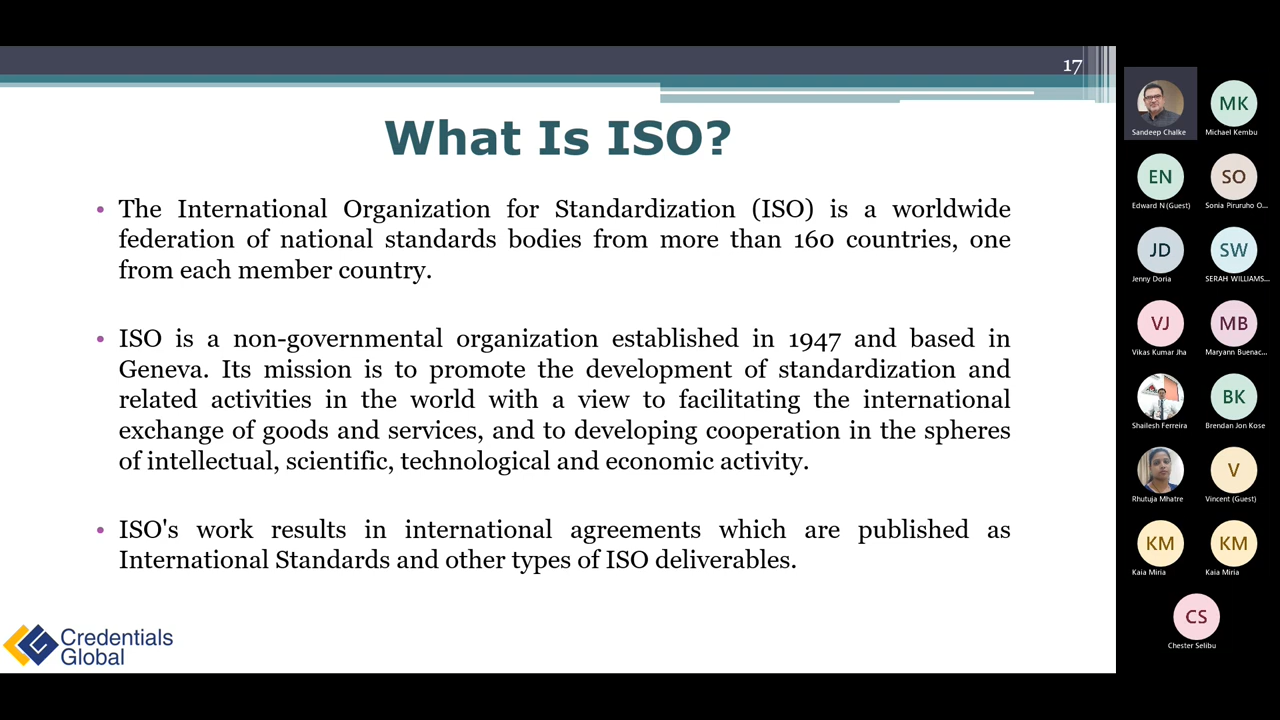 17
What Is ISO?
• The International Organization for Standardization (ISO) is a worldwide
federation of national standards bodies from more than 160 countries, one
from each member country.
• ISO is a non-governmental organization established in 1947 and based in
Geneva. Its mission is to promote the development of standardization and
related activities in the world with a view to facilitating the international
exchange of goods and services, and to developing cooperation in the spheres
of intellectual, scientific, technological and economic activity.
• ISO's work results in international agreements which are published as
International Standards and other types of ISO deliverables.
Credentials
Global
Sandeep Chalke
MK
Michael Kembu
EN
Edward N (Guest)
SO
Sonia Piruruho O...
JD
Jenny Doria
SW
SERAH WILLIAMS...
VJ
Vikas Kumar Jha
MB
Maryann Buenac...
Shailesh Ferreira
BK
Brendan Jon Kose
Rhutuja Mhatre
V
Vincent (Guest)
KM
Kaia Miria
KM
Kaia Miria
CS
Chester Selibu